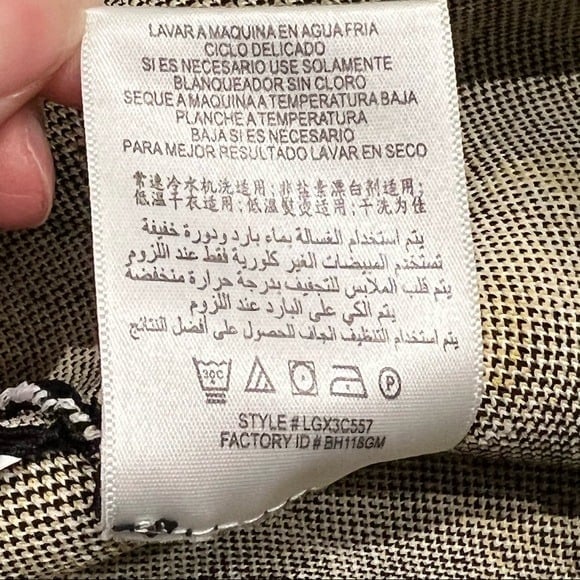 LAVAR A MAQUINA EN AGUA FRIA
CICLO DELICADO
SI ES NECESARIO USE SOLAMENTE
BLANQUEADOR SIN CLORO
SEQUE A MAQUINA A TEMPERATURA BAJA
PLANCHE A TEMPERATURA
BAJA SI ES NECESARIO
PARA MEJOR RESULTADO LAVAR EN SECO
常速冷水机洗适用;非盐素漂白剂适用;
低温干衣适用;低温熨烫适用;干洗为佳
يتم استخدام الغسالة بماء بارد ودورة خفيفة
تستخدم المبيضات الغير كلورية فقط عند اللزوم
يتم قلب الملابس للتجفيف بدرجة حرارة منخفضة
يتم الكي على البارد عند اللزوم
يتم استخدام التنظيف الجاف للحصول على أفضل النتائج
30C P
STYLE # LGX3C557
FACTORY ID # BH118GM